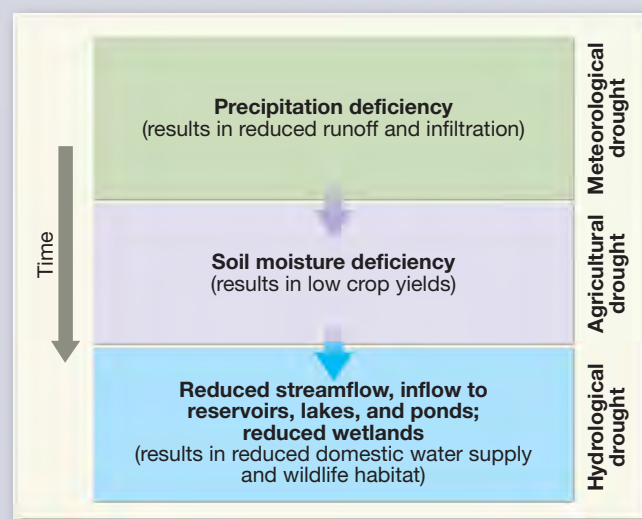 Precipitation deficiency
(results in reduced runoff and infiltration)
Meteorological
drought
Time
Soil moisture deficiency
(results in low crop yields)
Agricultural
drought
Reduced streamflow, inflow to
reservoirs, lakes, and ponds;
reduced wetlands
(results in reduced domestic water supply
and wildlife habitat)
Hydrological
drought